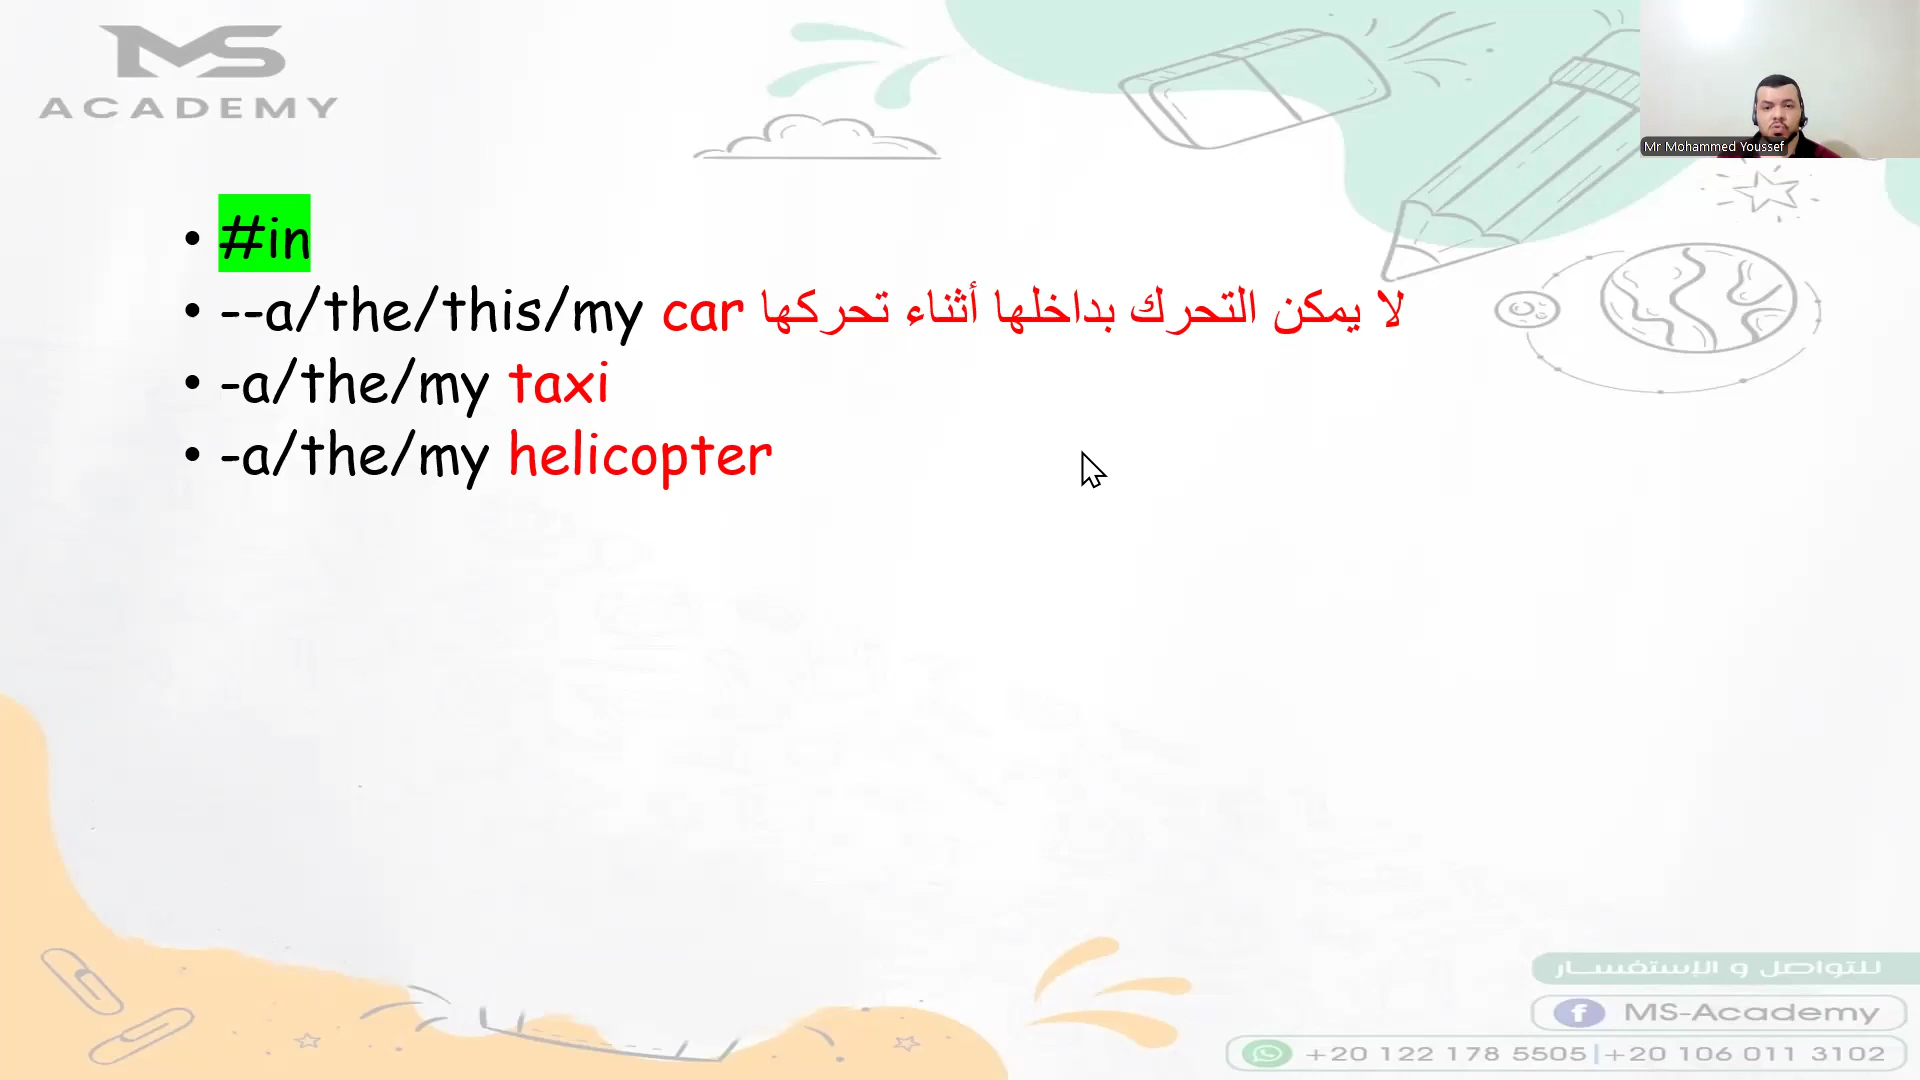 MS
ACADEMY
Mr Mohammed Youssef
• #in
• --a/the/this/my car لا يمكن التحرك بداخلها أثناء تحركها
• -a/the/my taxi
• -a/the/my helicopter
للتواصل و الإستفسار
MS-Academy
+20 122 178 5505 | +20 106 011 3102